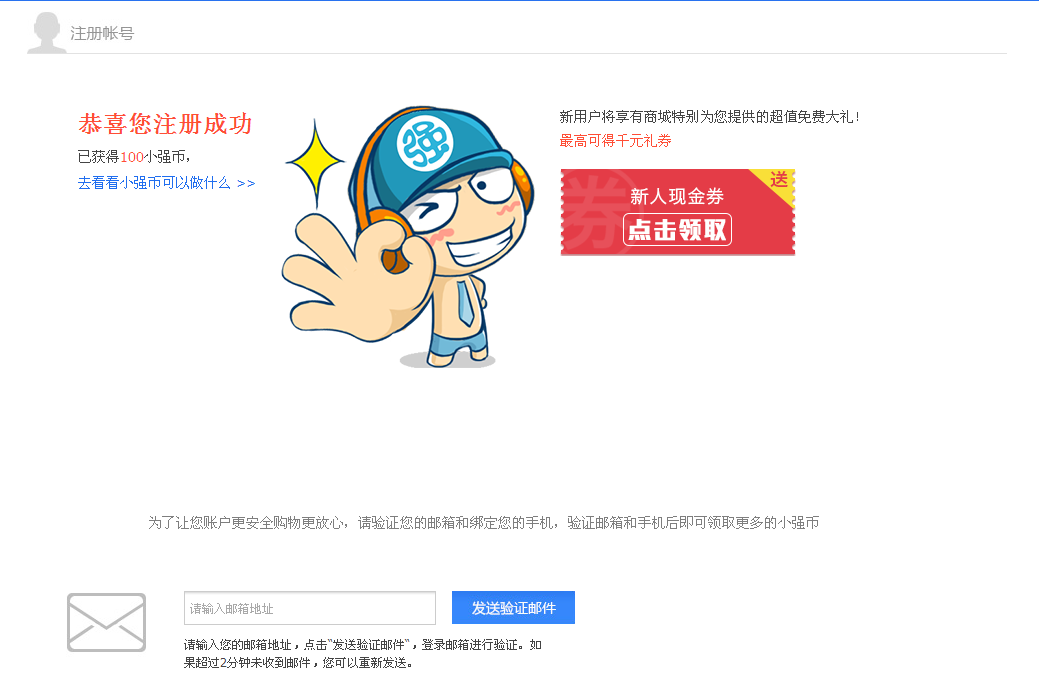 注册帐号
恭喜您注册成功
已获得100小强币，
去看看小强币可以做什么 >>
强
新用户将享有商城特别为您提供的超值免费大礼！
最高可得千元礼券
券
送
新人现金券
点击领取
为了让您账户更安全购物更放心，请验证您的邮箱和绑定您的手机，验证邮箱和手机后即可领取更多的小强币
请输入邮箱地址
发送验证邮件
请输入您的邮箱地址，点击“发送验证邮件”，登录邮箱进行验证。如
果超过2分钟未收到邮件，您可以重新发送。